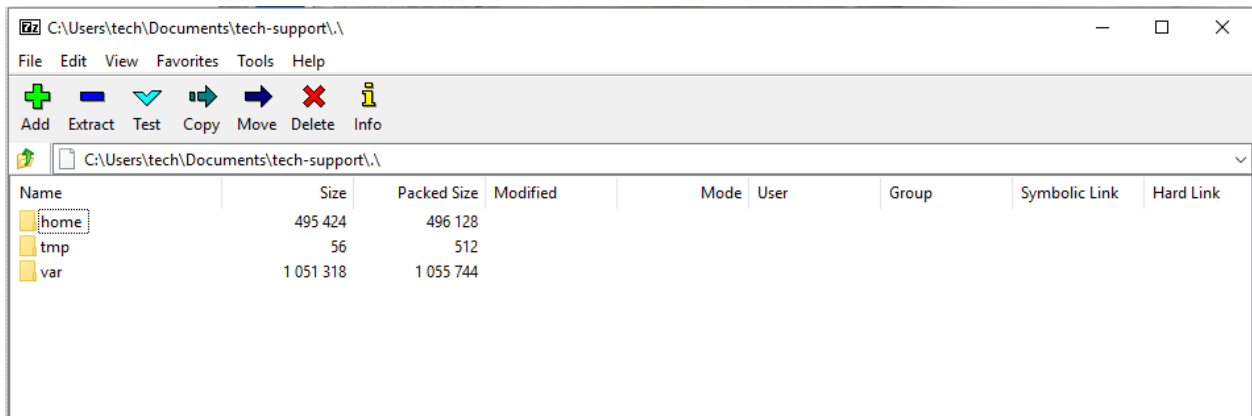 7z C:\Users\tech\Documents\tech-support\.\
File Edit View Favorites Tools Help
Add Extract Test Copy Move Delete Info
C:\Users\tech\Documents\tech-support\.\
Name Size Packed Size Modified Mode User Group Symbolic Link Hard Link
home 495 424 496 128
tmp 56 512
var 1 051 318 1 055 744